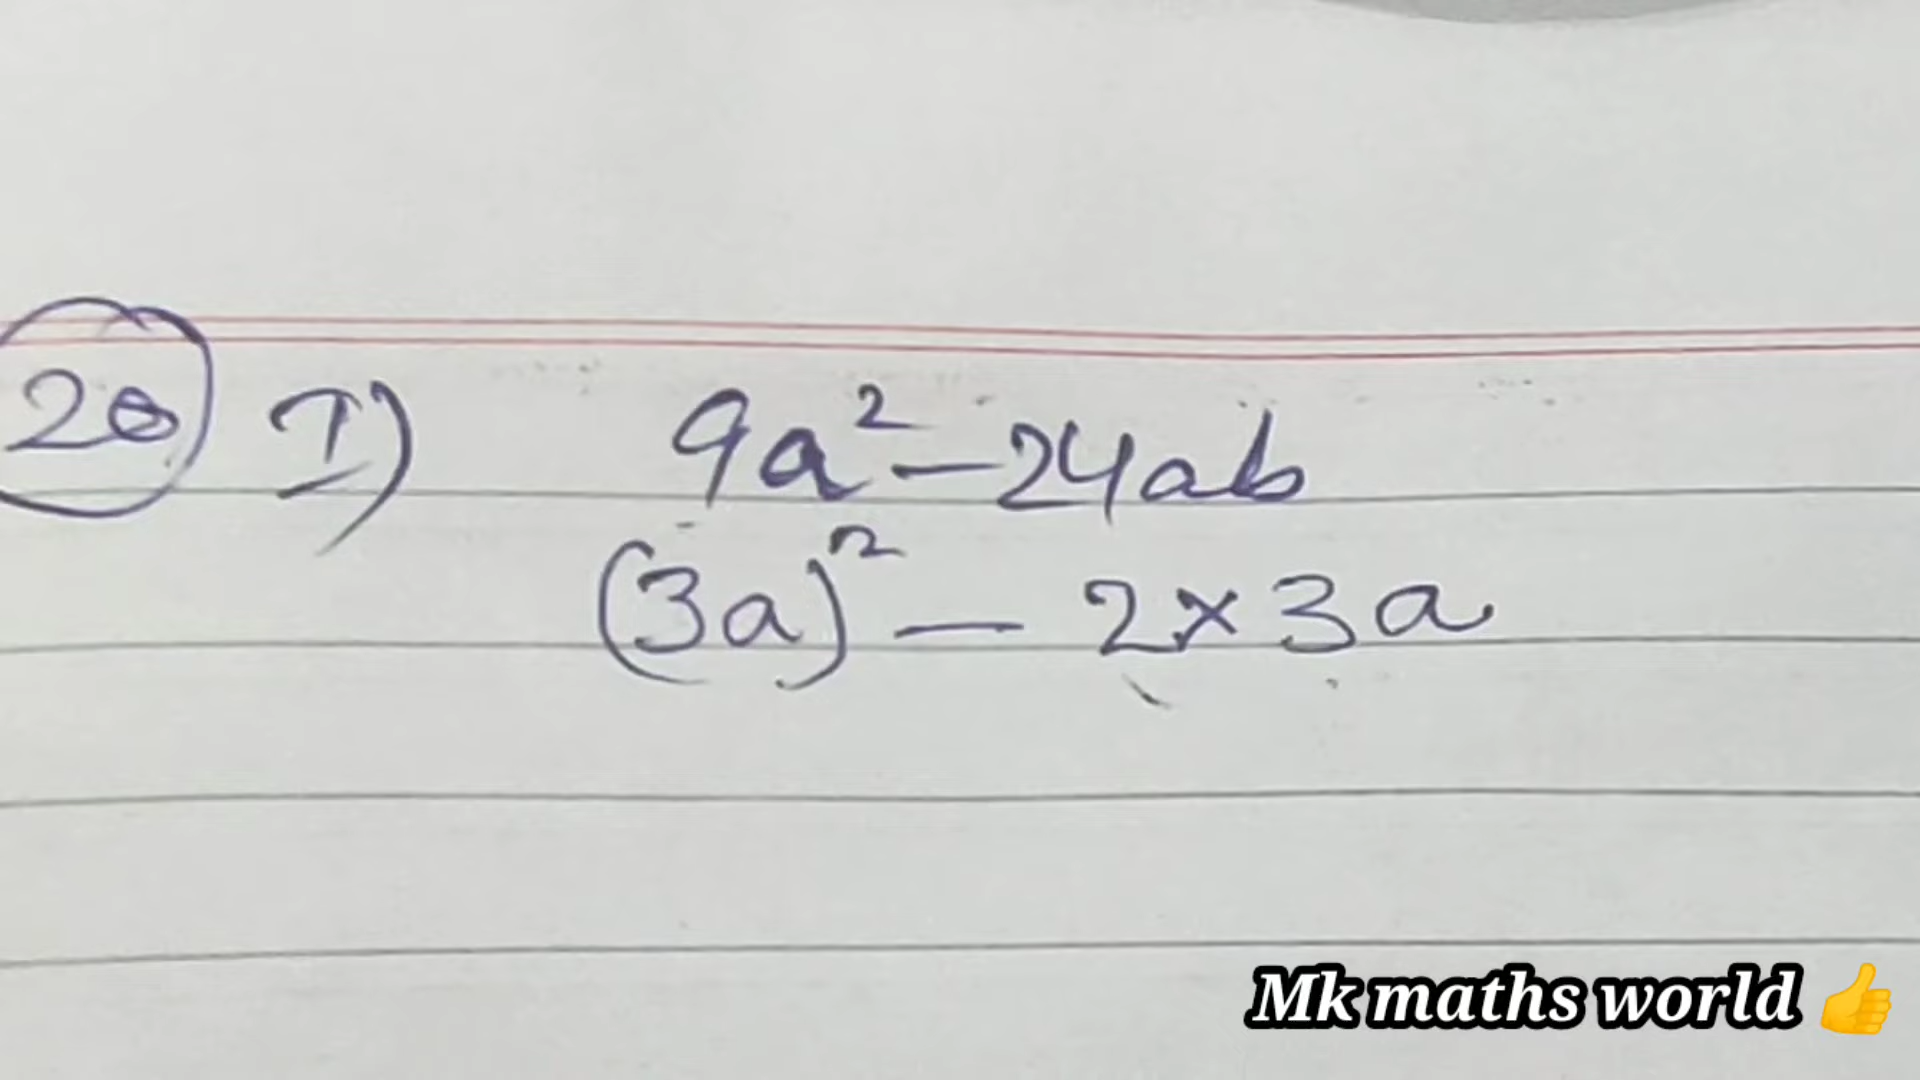 20 I) 9a² - 24ab
(3a)² - 2 × 3a
Mk maths world 👍